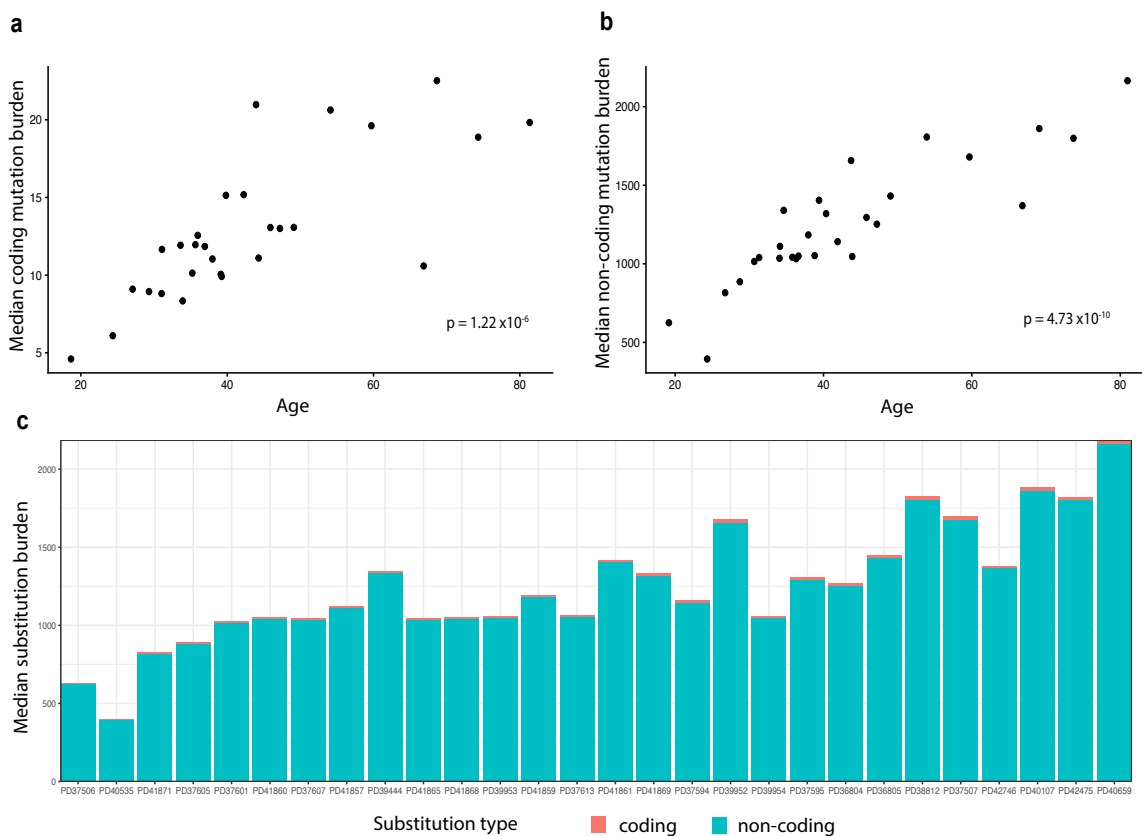 a
Median coding mutation burden
20
15
10
5
p = 1.22 x10⁻⁶
20 40 60 80
Age
b
Median non-coding mutation burden
2000
1500
1000
500
p = 4.73 x10⁻¹⁰
20 40 60 80
Age
c
Median substitution burden
2000
1500
1000
500
0
PD37506 PD40535 PD41871 PD37605 PD37601 PD41860 PD37607 PD41857 PD39444 PD41865 PD41868 PD39953 PD41859 PD37613 PD41861 PD41869 PD37594 PD39952 PD39954 PD37595 PD36804 PD36805 PD38812 PD37507 PD42746 PD40107 PD42475 PD40659
Substitution type coding non-coding